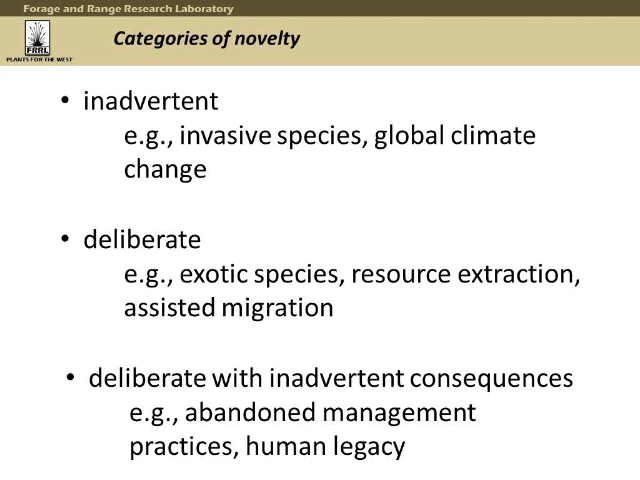 Forage and Range Research Laboratory
FRRL
PLANTS FOR THE WEST
Categories of novelty
• inadvertent
e.g., invasive species, global climate
change
• deliberate
e.g., exotic species, resource extraction,
assisted migration
• deliberate with inadvertent consequences
e.g., abandoned management
practices, human legacy